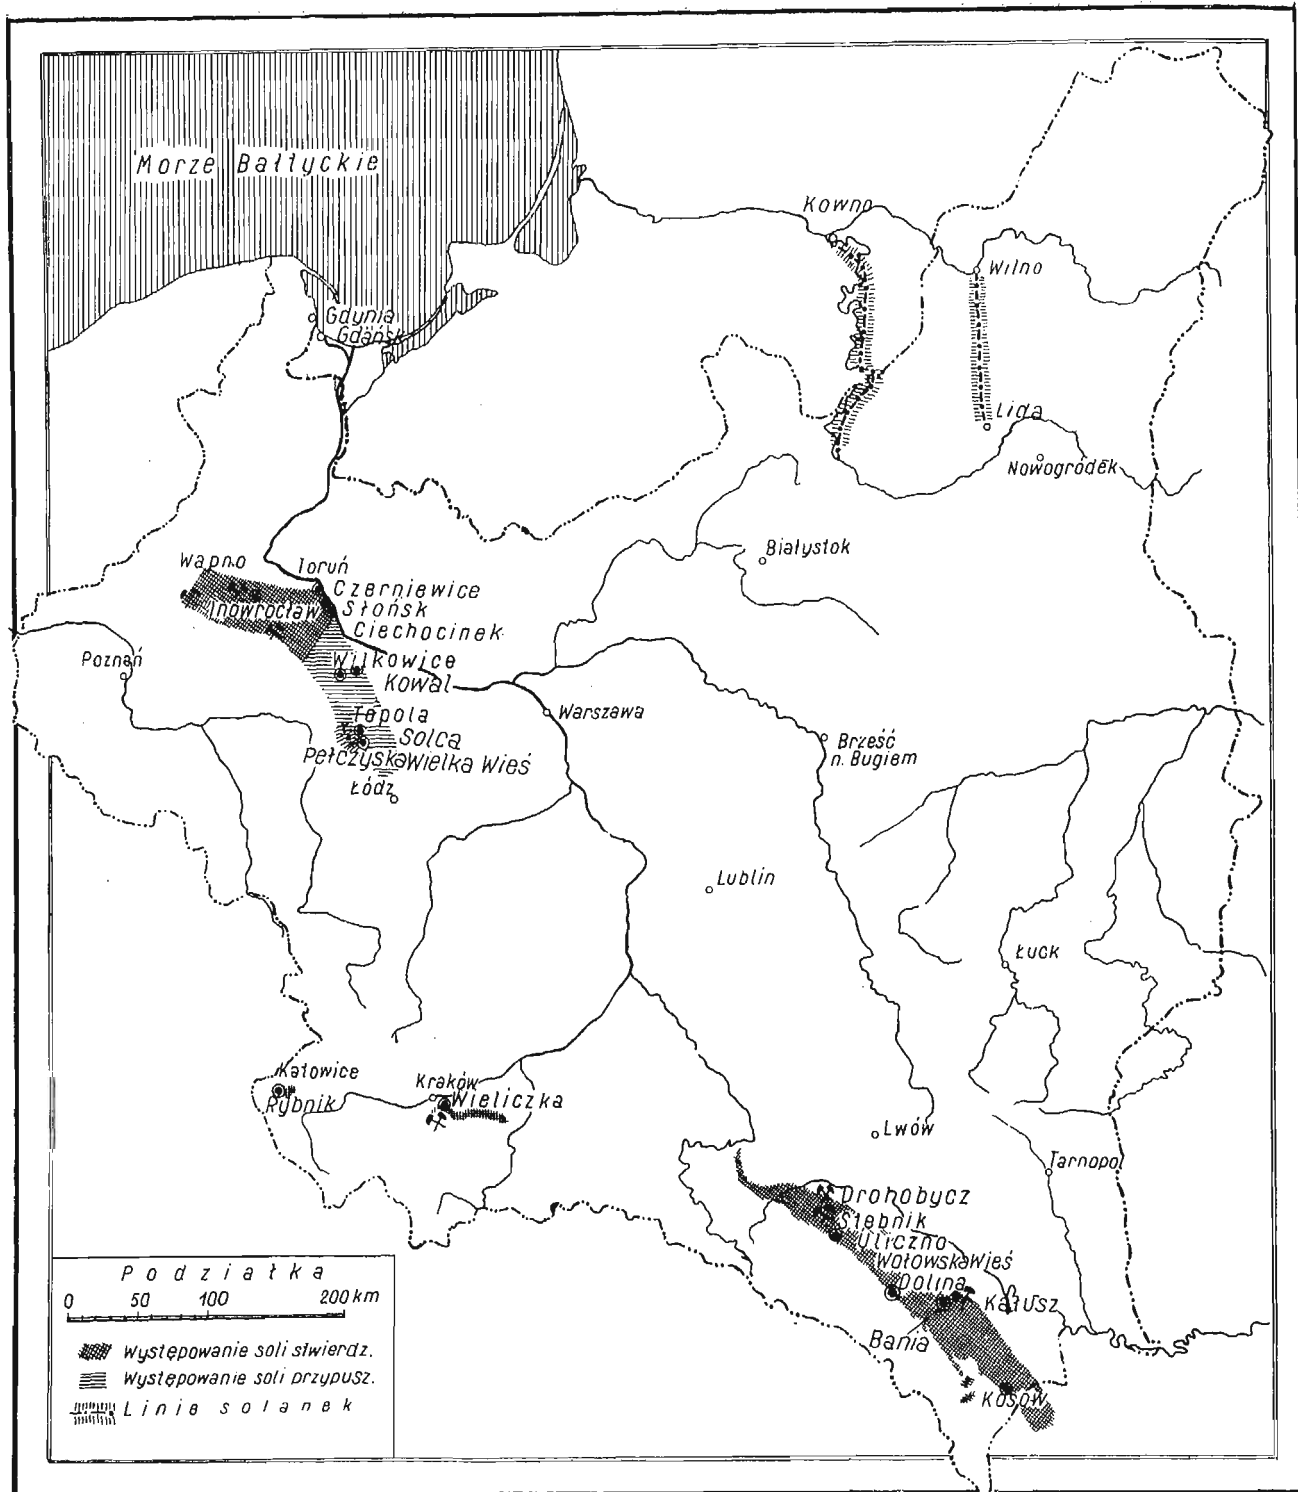 Morze Bałtyckie
Kowno
Wilno
Gdynia
Gdańsk
Lida
Nowogródek
Białystok
Wapno
Toruń
Czerniewice
Jnowrocław
Słońsk
Ciechocinek
Poznań
Wilkowice
Kowal
Warszawa
Topola
Solca
Brześć
n. Bugiem
Pełczyska Wielka Wieś
Łódź
Lublin
Łuck
Katowice
Rybnik
Kraków
Wieliczka
Lwów
Tarnopol
Drohobycz
Stebnik
Uliczno
Wołowska Wieś
Dolina
Kałusz
Bania
Kosów
Podziałka
0 50 100 200 km
Występowanie soli stwierdz.
Występowanie soli przypusz.
Linie solanek